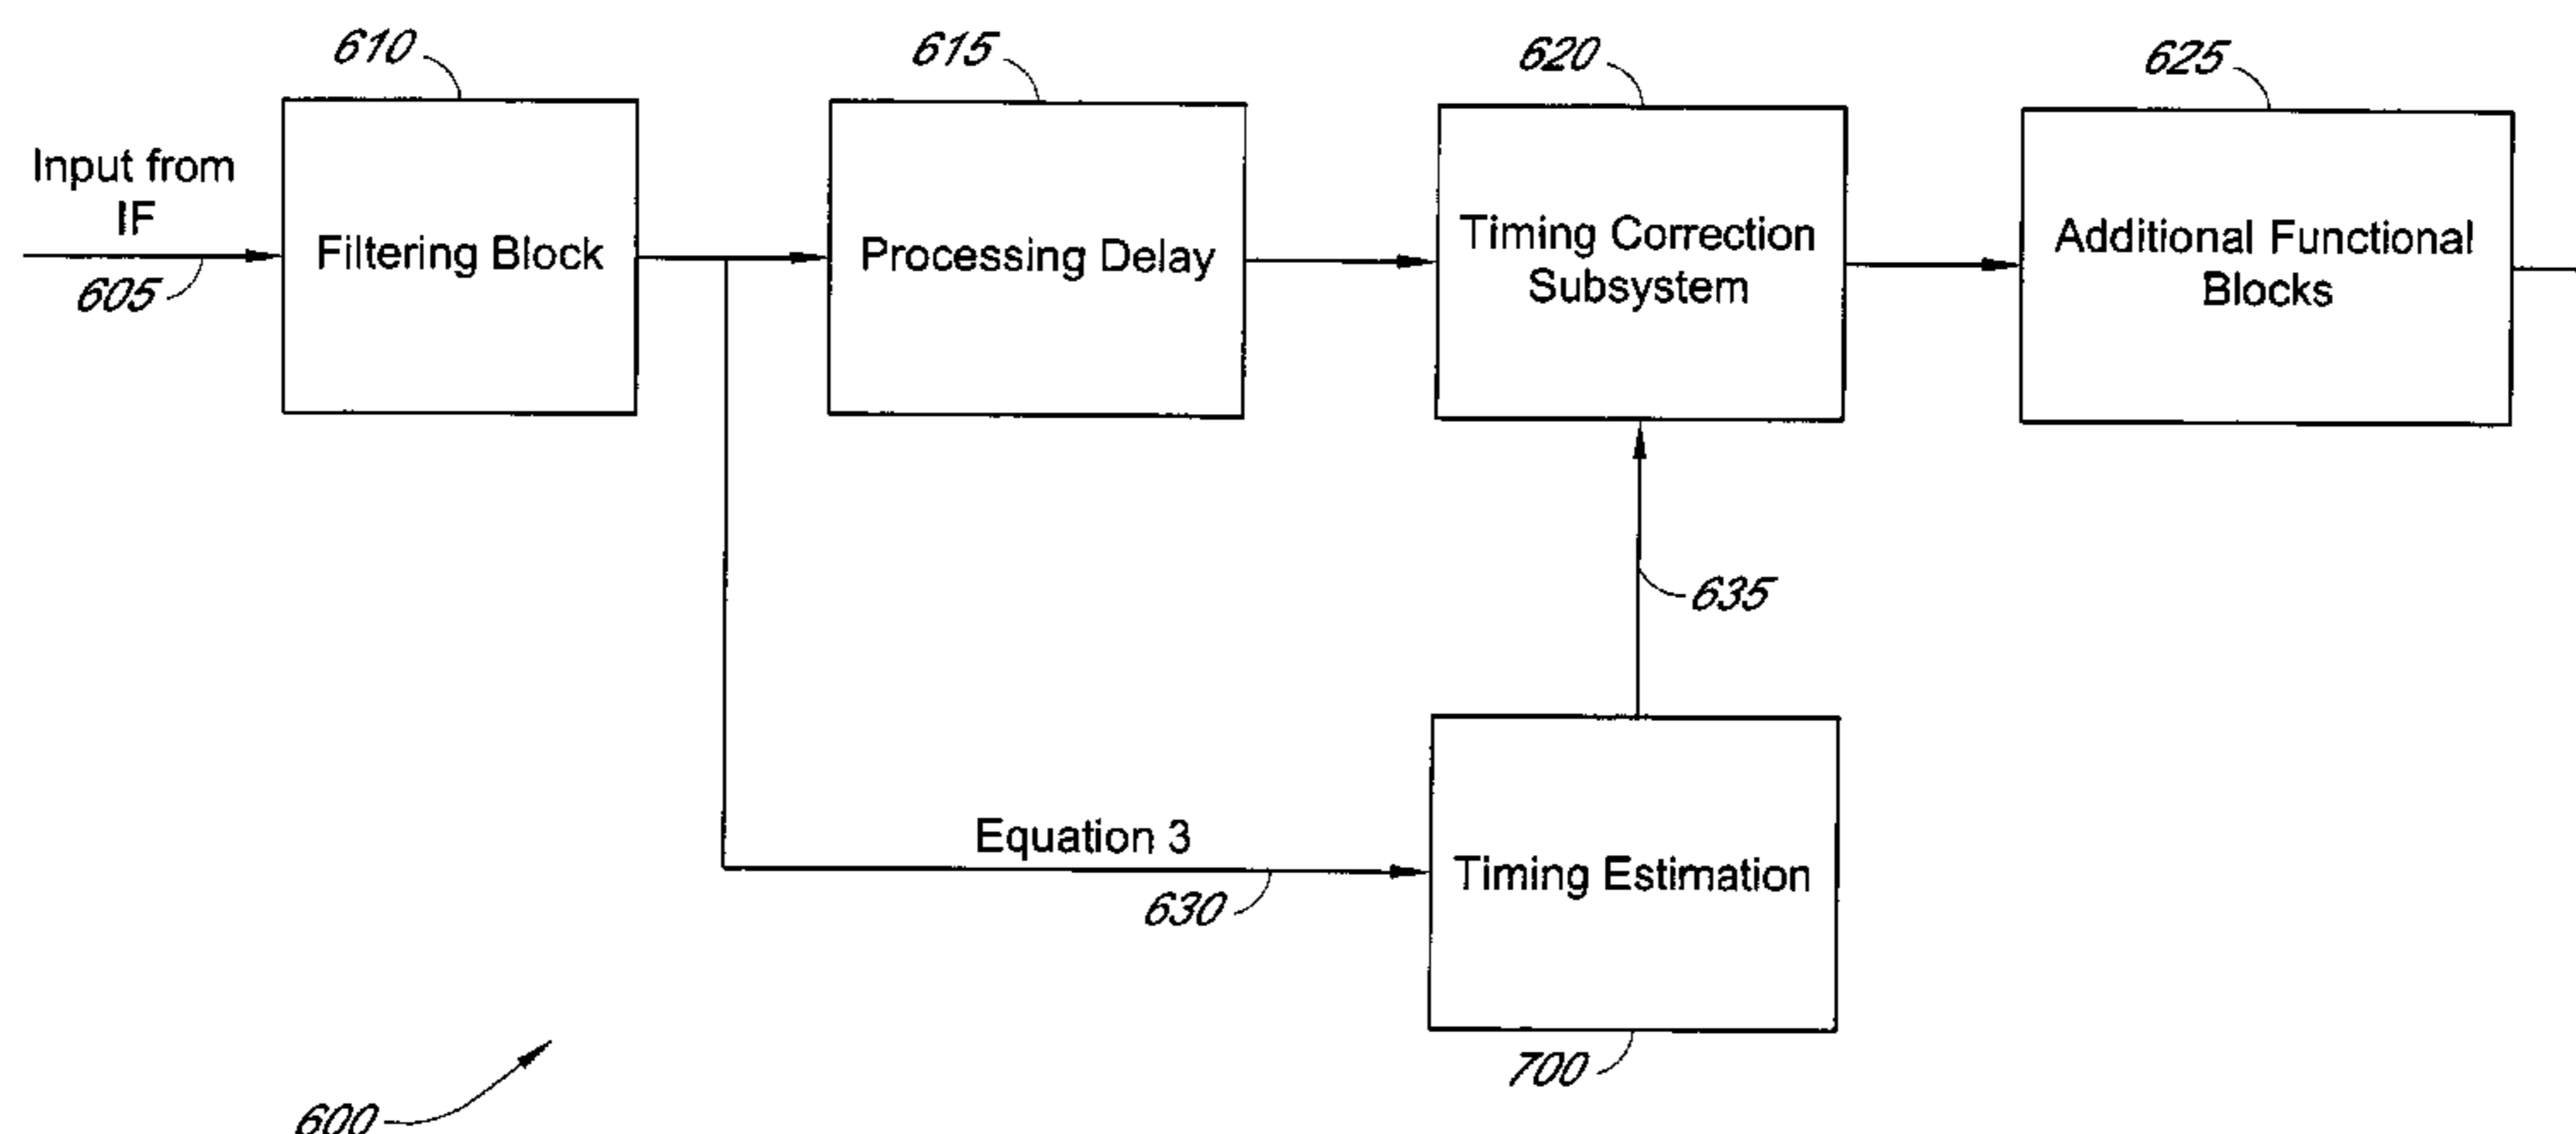 610
615
620
625
Input from
IF
605
Filtering Block
Processing Delay
Timing Correction
Subsystem
Additional Functional
Blocks
635
Equation 3
630
Timing Estimation
700
600